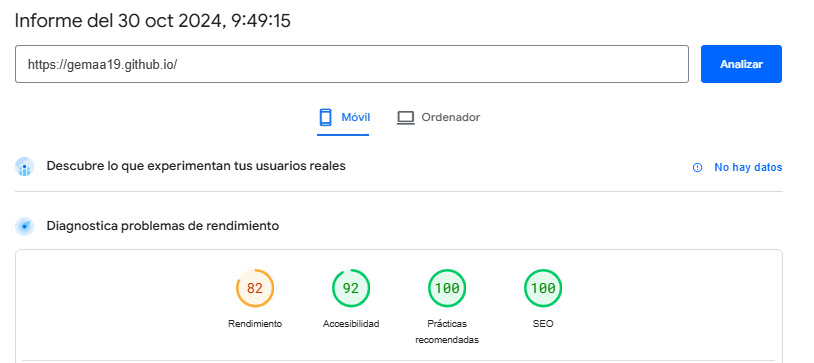 Informe del 30 oct 2024, 9:49:15
https://gemaa19.github.io/
Analizar
Móvil
Ordenador
Descubre lo que experimentan tus usuarios reales
No hay datos
Diagnostica problemas de rendimiento
82
92
100
100
Rendimiento
Accesibilidad
Prácticas
recomendadas
SEO